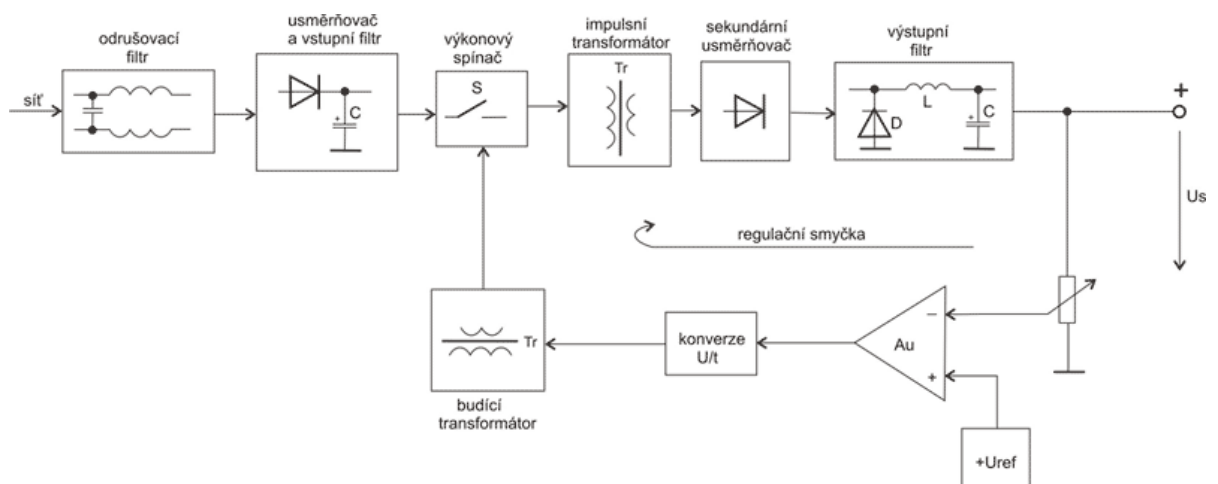 odrušovací
filtr
síť
usměrňovač
a vstupní filtr
C
+
výkonový
spínač
S
impulsní
transformátor
Tr
sekundární
usměrňovač
výstupní
filtr
D
L
C
+
+
Us
regulační smyčka
−
Au
+
+Uref
konverze
U/t
Tr
budící
transformátor